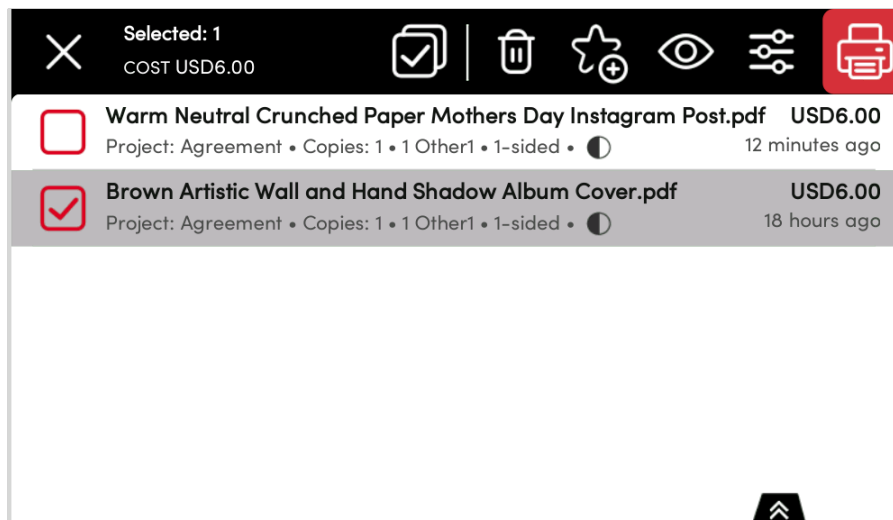 Selected: 1
COST USD6.00
Warm Neutral Crunched Paper Mothers Day Instagram Post.pdf USD6.00
Project: Agreement • Copies: 1 • 1 Other1 • 1-sided • 12 minutes ago
Brown Artistic Wall and Hand Shadow Album Cover.pdf USD6.00
Project: Agreement • Copies: 1 • 1 Other1 • 1-sided • 18 hours ago